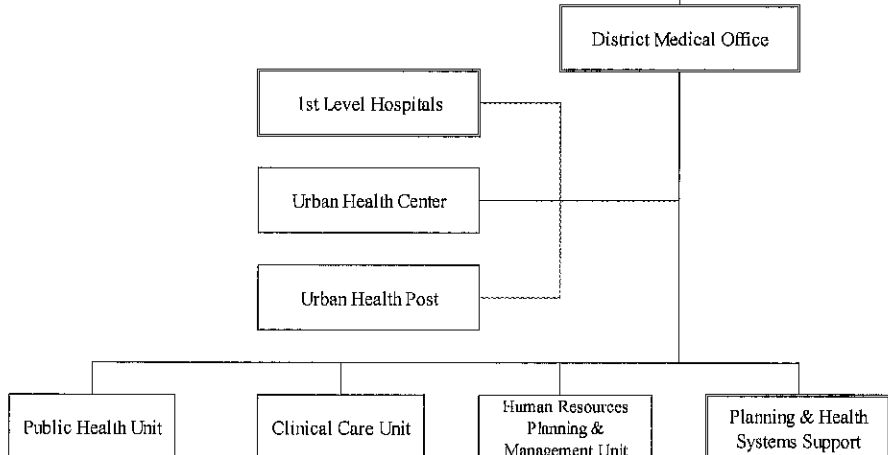 District Medical Office
1st Level Hospitals
Urban Health Center
Urban Health Post
Public Health Unit
Clinical Care Unit
Human Resources
Planning &
Management Unit
Planning & Health
Systems Support